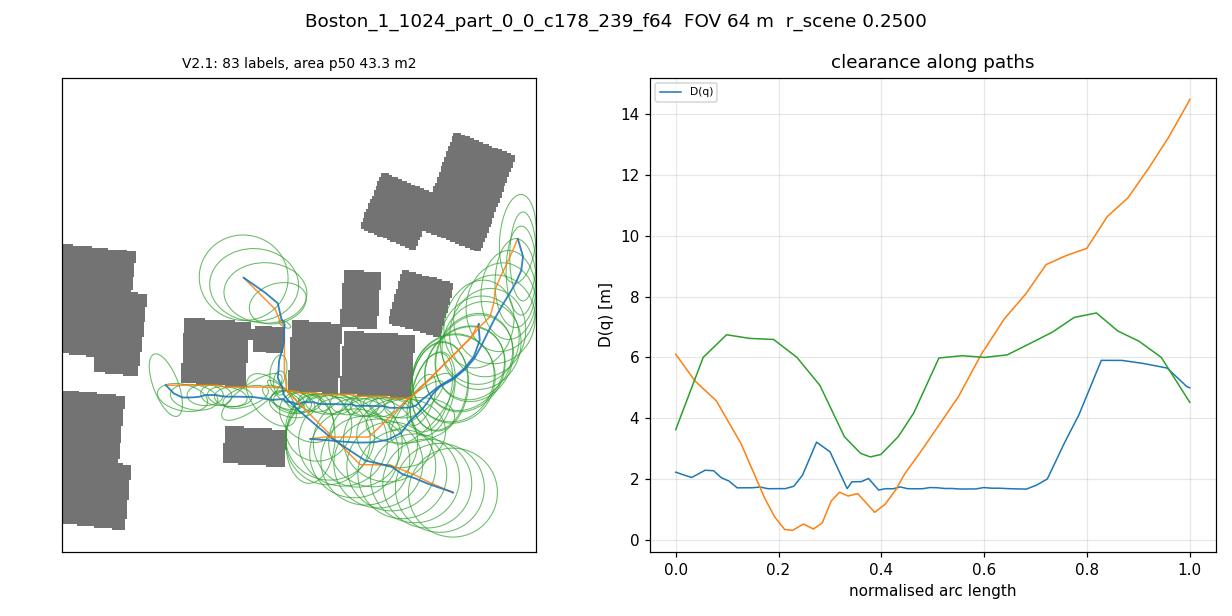 Boston_1_1024_part_0_0_c178_239_f64  FOV 64 m  r_scene 0.2500
V2.1: 83 labels, area p50 43.3 m2
clearance along paths
D(q)
14
12
10
8
6
4
2
0
D(q) [m]
0.0 0.2 0.4 0.6 0.8 1.0
normalised arc length